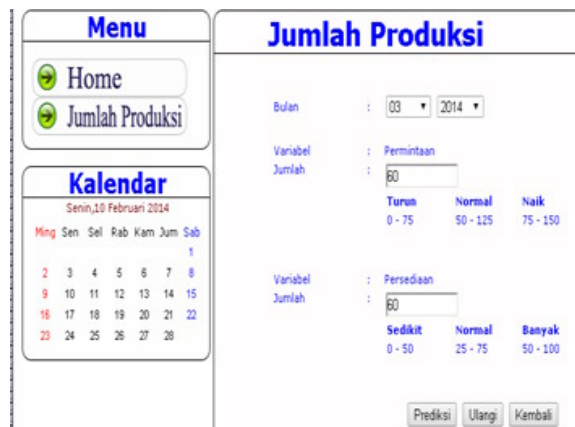 Menu
Home
Jumlah Produksi
Kalendar
Senin,10 Februari 2014
Ming Sen Sel Rab Kam Jum Sab
1
2 3 4 5 6 7 8
9 10 11 12 13 14 15
16 17 18 19 20 21 22
23 24 25 26 27 28
Jumlah Produksi
Bulan : 03 2014
Variabel : Permintaan
Jumlah : 60
Turun Normal Naik
0 - 75 50 - 125 75 - 150
Variabel : Persediaan
Jumlah : 60
Sedikit Normal Banyak
0 - 50 25 - 75 50 - 100
Prediksi Ulangi Kembali